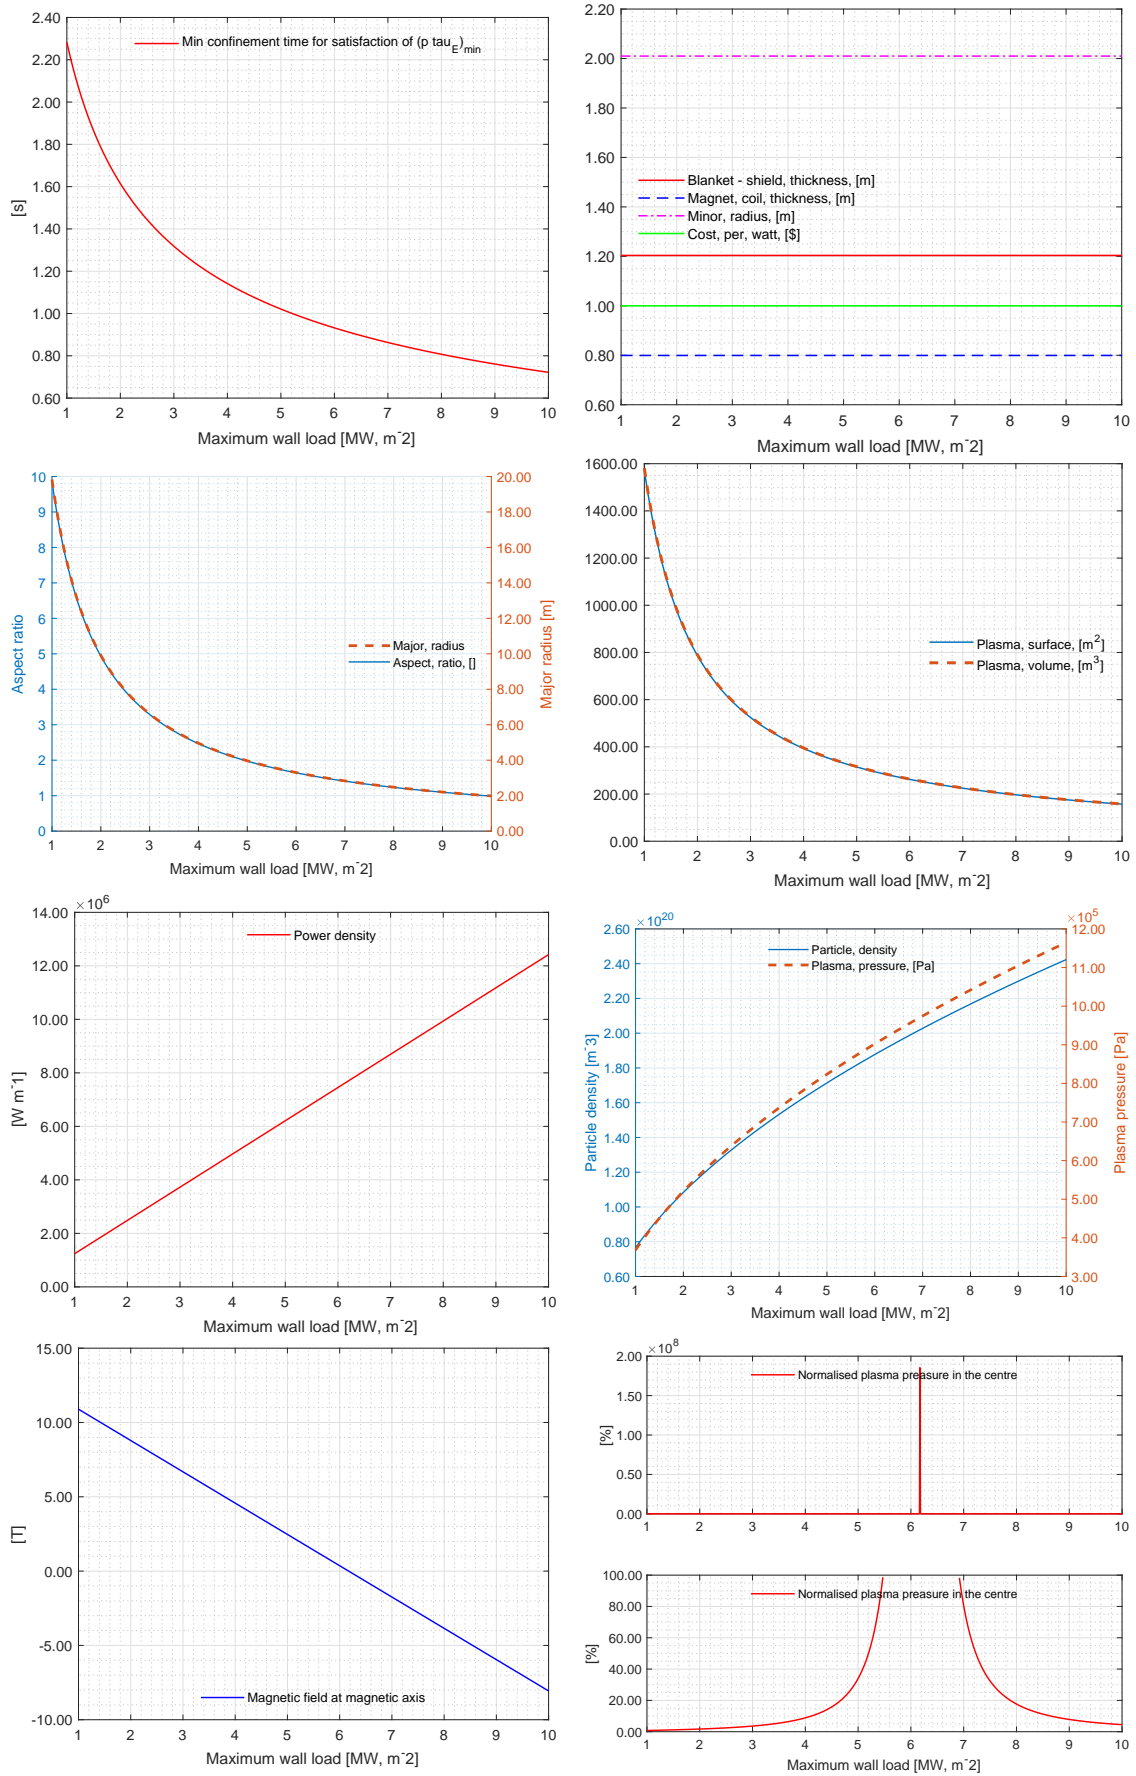 2.40
2.20
2.00
1.80
1.60
1.40
1.20
1.00
0.80
0.60
[s]
Min confinement time for satisfaction of (p tau_E)_min
1 2 3 4 5 6 7 8 9 10
Maximum wall load [MW, m^-2]
2.20
2.00
1.80
1.60
1.40
1.20
1.00
0.80
0.60
Blanket - shield, thickness, [m]
Magnet, coil, thickness, [m]
Minor, radius, [m]
Cost, per, watt, [$]
1 2 3 4 5 6 7 8 9 10
Maximum wall load [MW, m^-2]
10
9
8
7
6
5
4
3
2
1
0
Aspect ratio
Major, radius
Aspect, ratio, []
20.00
18.00
16.00
14.00
12.00
10.00
8.00
6.00
4.00
2.00
0.00
Major radius [m]
1 2 3 4 5 6 7 8 9 10
Maximum wall load [MW, m^-2]
1600.00
1400.00
1200.00
1000.00
800.00
600.00
400.00
200.00
0.00
Plasma, surface, [m^2]
Plasma, volume, [m^3]
1 2 3 4 5 6 7 8 9 10
Maximum wall load [MW, m^-2]
×10^6
14.00
12.00
10.00
8.00
6.00
4.00
2.00
0.00
[W m^-1]
Power density
1 2 3 4 5 6 7 8 9 10
Maximum wall load [MW, m^-2]
×10^20
2.60
2.40
2.20
2.00
1.80
1.60
1.40
1.20
1.00
0.80
0.60
Particle density [m^-3]
Particle, density
Plasma, pressure, [Pa]
×10^5
12.00
11.00
10.00
9.00
8.00
7.00
6.00
5.00
4.00
3.00
Plasma pressure [Pa]
1 2 3 4 5 6 7 8 9 10
Maximum wall load [MW, m^-2]
15.00
10.00
5.00
0.00
-5.00
-10.00
[T]
Magnetic field at magnetic axis
1 2 3 4 5 6 7 8 9 10
Maximum wall load [MW, m^-2]
×10^8
2.00
1.50
1.00
0.50
0.00
[%]
Normalised plasma preasure in the centre
1 2 3 4 5 6 7 8 9 10
100.00
80.00
60.00
40.00
20.00
0.00
[%]
Normalised plasma preasure in the centre
1 2 3 4 5 6 7 8 9 10
Maximum wall load [MW, m^-2]